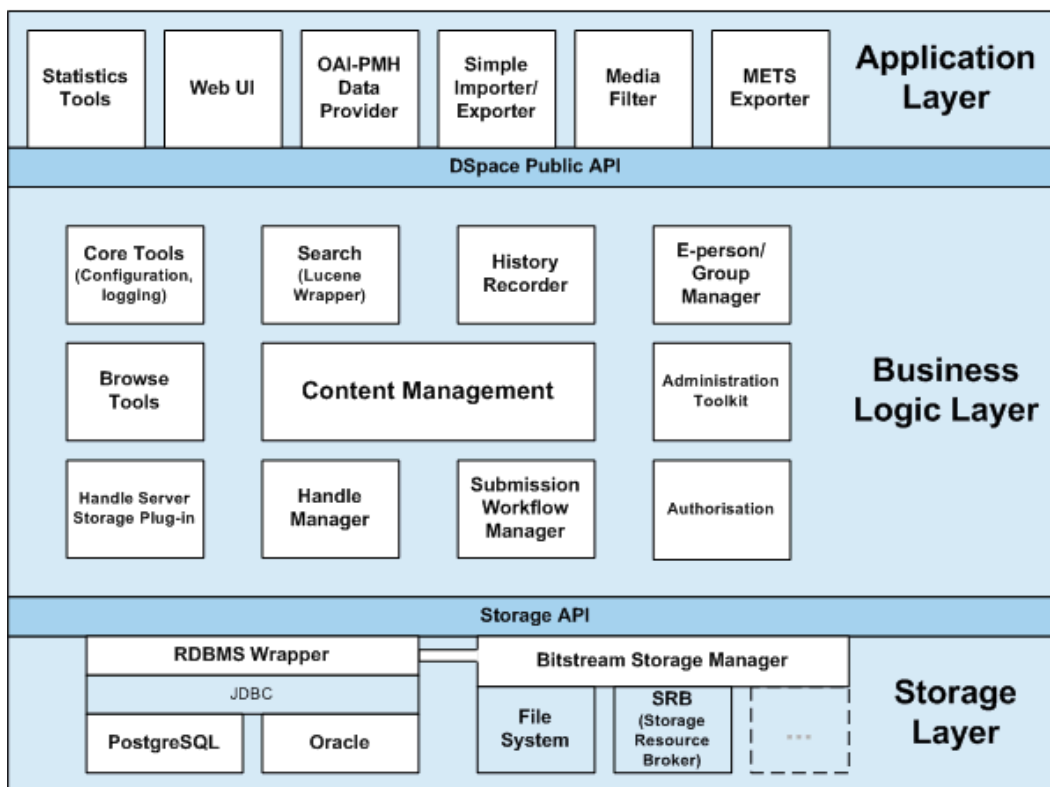 Statistics
Tools
Web UI
OAI-PMH
Data
Provider
Simple
Importer/
Exporter
Media
Filter
METS
Exporter
Application
Layer
DSpace Public API
Core Tools
(Configuration,
logging)
Search
(Lucene
Wrapper)
History
Recorder
E-person/
Group
Manager
Browse
Tools
Content Management
Administration
Toolkit
Business
Logic Layer
Handle Server
Storage Plug-in
Handle
Manager
Submission
Workflow
Manager
Authorisation
Storage API
RDBMS Wrapper
JDBC
PostgreSQL
Oracle
Bitstream Storage Manager
File
System
SRB
(Storage
Resource
Broker)
...
Storage
Layer